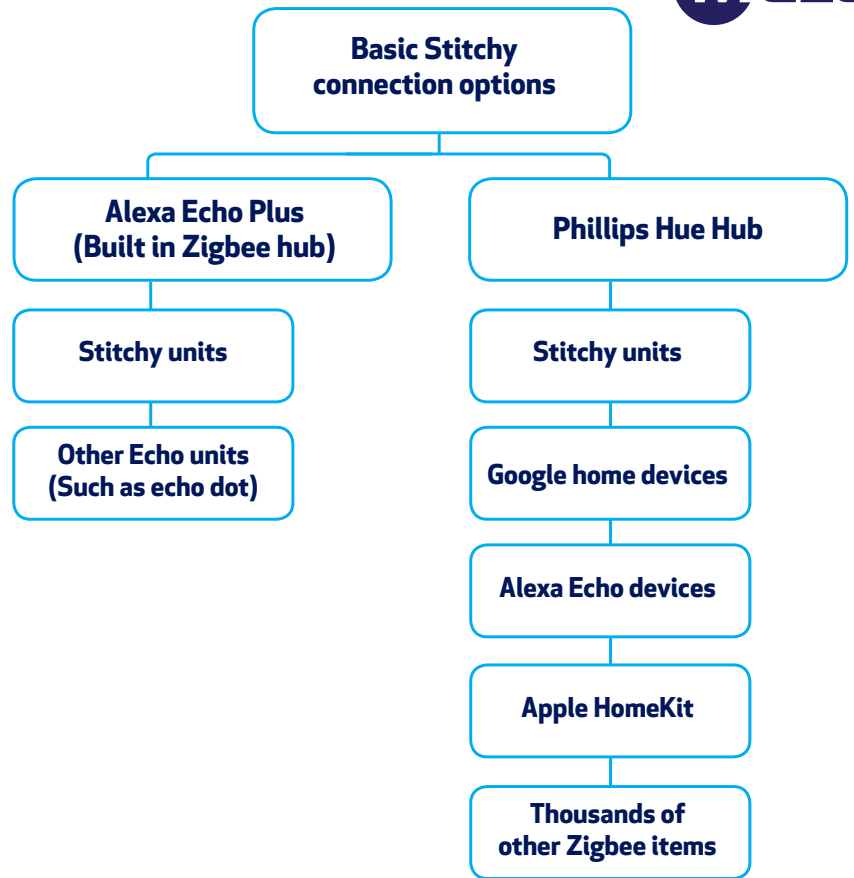 Basic Stitchy
connection options
Alexa Echo Plus
(Built in Zigbee hub)
Phillips Hue Hub
Stitchy units
Stitchy units
Other Echo units
(Such as echo dot)
Google home devices
Alexa Echo devices
Apple HomeKit
Thousands of
other Zigbee items